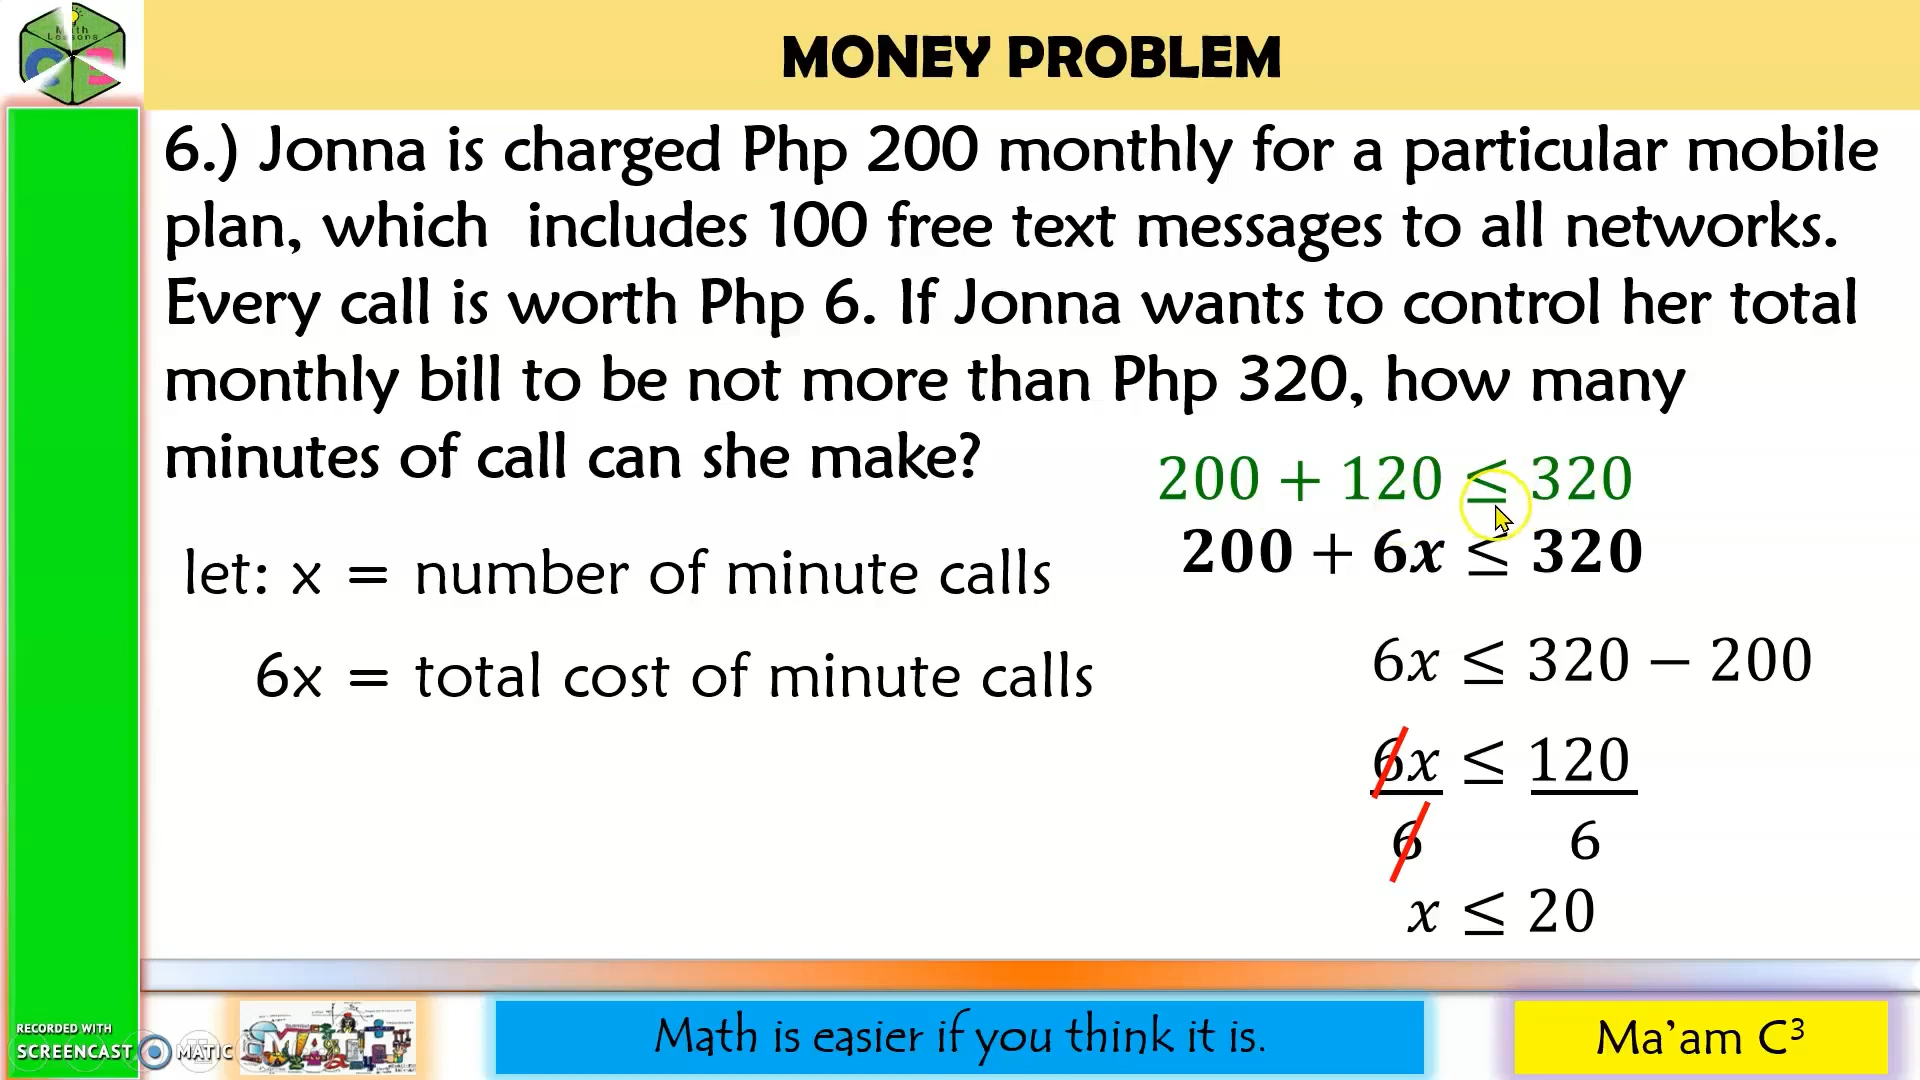 Math
Lessons
C 3
MONEY PROBLEM
6.) Jonna is charged Php 200 monthly for a particular mobile
plan, which  includes 100 free text messages to all networks.
Every call is worth Php 6. If Jonna wants to control her total
monthly bill to be not more than Php 320, how many
minutes of call can she make?
200 + 120 ≤ 320
200 + 6x ≤ 320
let: x = number of minute calls
6x = total cost of minute calls
6x ≤ 320 − 200
6x ≤ 120
6 6
x ≤ 20
RECORDED WITH
SCREENCAST MATIC
MATH
Math is easier if you think it is.
Ma’am C³